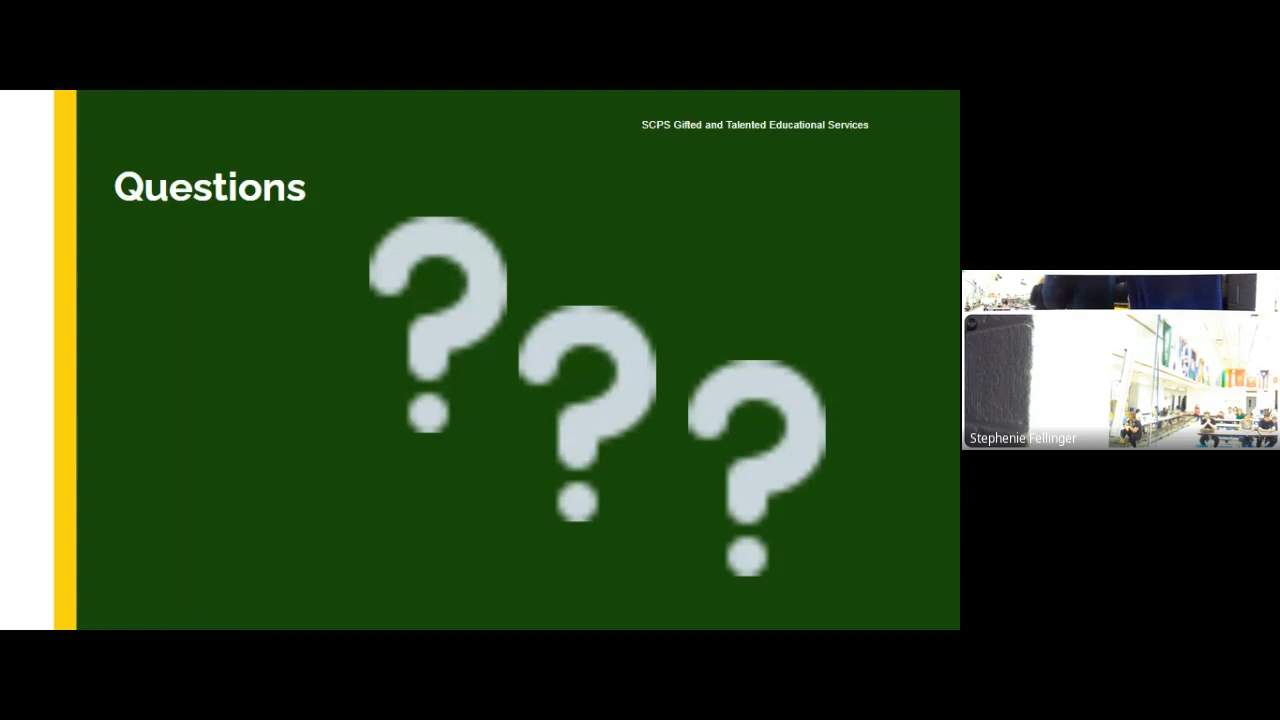 SCPS Gifted and Talented Educational Services
Questions
???
Stephenie Fellinger